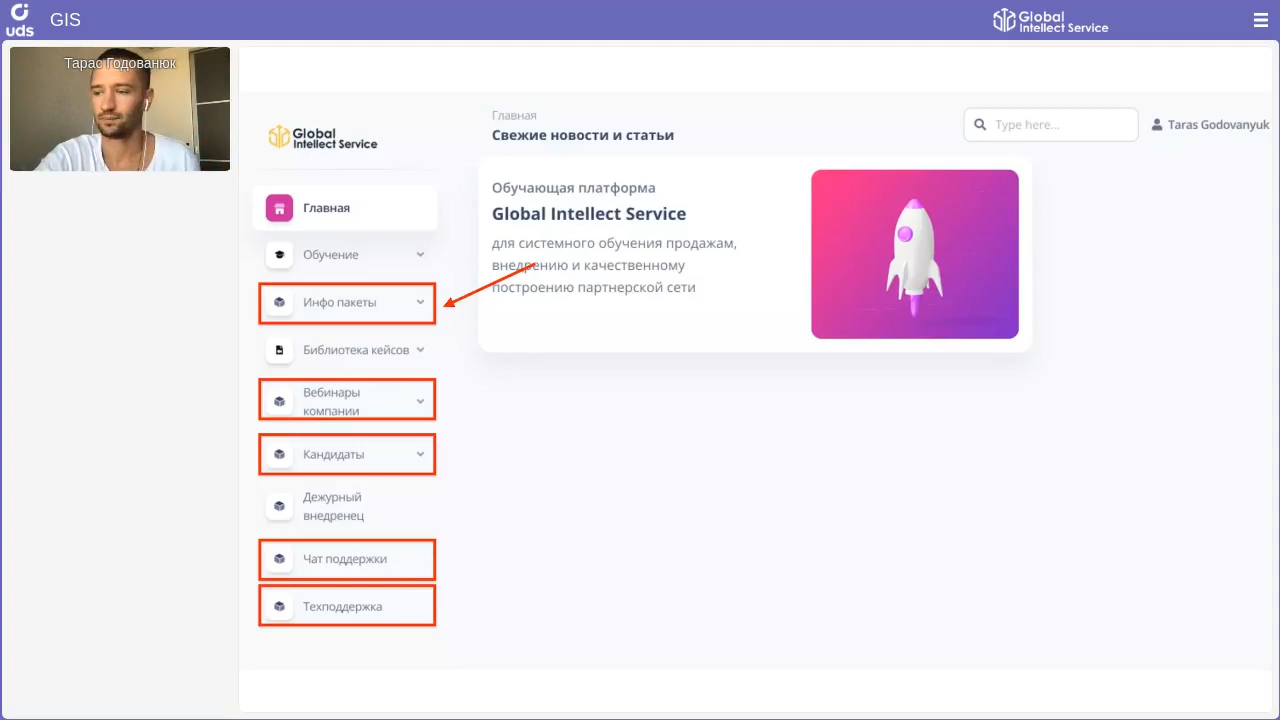 uds
GIS
Global
Intellect Service
Тарас Годованюк
Global
Intellect Service
Главная
Свежие новости и статьи
Type here...
Taras Godovanyuk
Главная
Обучение
Инфо пакеты
Библиотека кейсов
Вебинары
компании
Кандидаты
Дежурный
внедренец
Чат поддержки
Техподдержка
Обучающая платформа
Global Intellect Service
для системного обучения продажам,
внедрению и качественному
построению партнерской сети